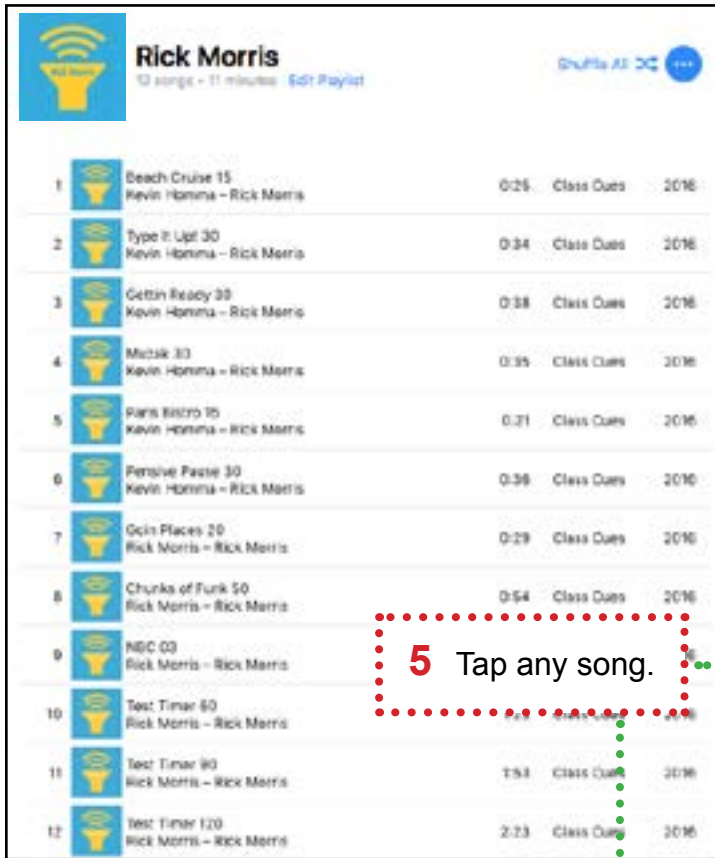 Rick Morris
12 songs – 11 minutes Edit Playlist
Shuffle All
1 Beach Cruise 15 0:25 Class Cues 2016
Kevin Homma – Rick Morris
2 Type It Up! 30 0:34 Class Cues 2016
Kevin Homma – Rick Morris
3 Gettin Ready 30 0:38 Class Cues 2016
Kevin Homma – Rick Morris
4 Muzak 30 0:35 Class Cues 2016
Kevin Homma – Rick Morris
5 Paris Bistro 15 0:21 Class Cues 2016
Kevin Homma – Rick Morris
6 Pensive Pause 30 0:36 Class Cues 2016
Kevin Homma – Rick Morris
7 Goin Places 20 0:29 Class Cues 2016
Rick Morris – Rick Morris
8 Chunks of Funk 50 0:54 Class Cues 2016
Rick Morris – Rick Morris
9 NBC 03
Rick Morris – Rick Morris
5 Tap any song.
10 Test Timer 60
Rick Morris – Rick Morris
11 Test Timer 90 1:53 Class Cues 2016
Rick Morris – Rick Morris
12 Test Timer 120 2:23 Class Cues 2016
Rick Morris – Rick Morris